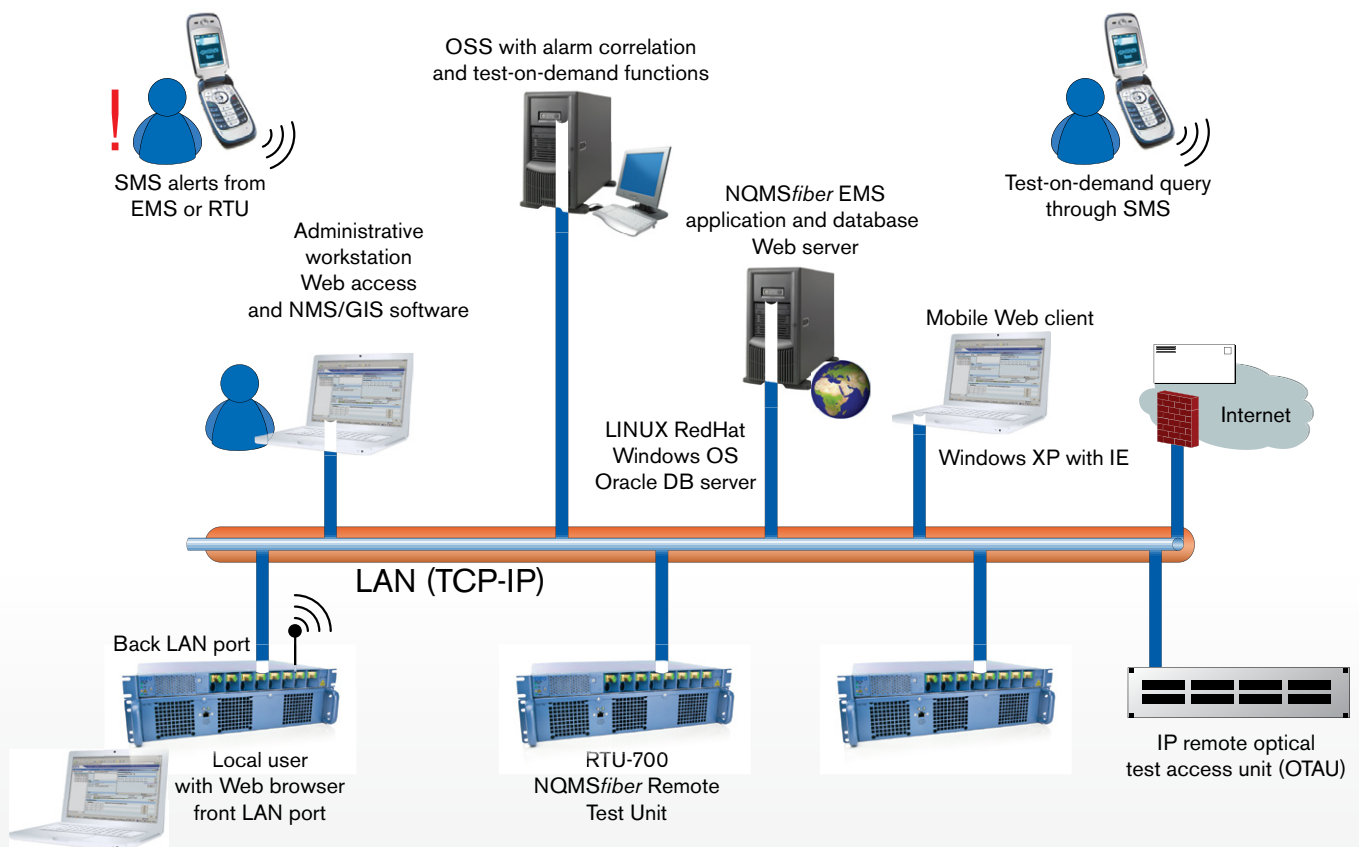 OSS with alarm correlation
and test-on-demand functions
SMS alerts from
EMS or RTU
Test-on-demand query
through SMS
NQMSfiber EMS
application and database
Web server
Administrative
workstation
Web access
and NMS/GIS software
Mobile Web client
Internet
LINUX RedHat
Windows OS
Oracle DB server
Windows XP with IE
LAN (TCP-IP)
Back LAN port
Local user
with Web browser
front LAN port
RTU-700
NQMSfiber Remote
Test Unit
IP remote optical
test access unit (OTAU)